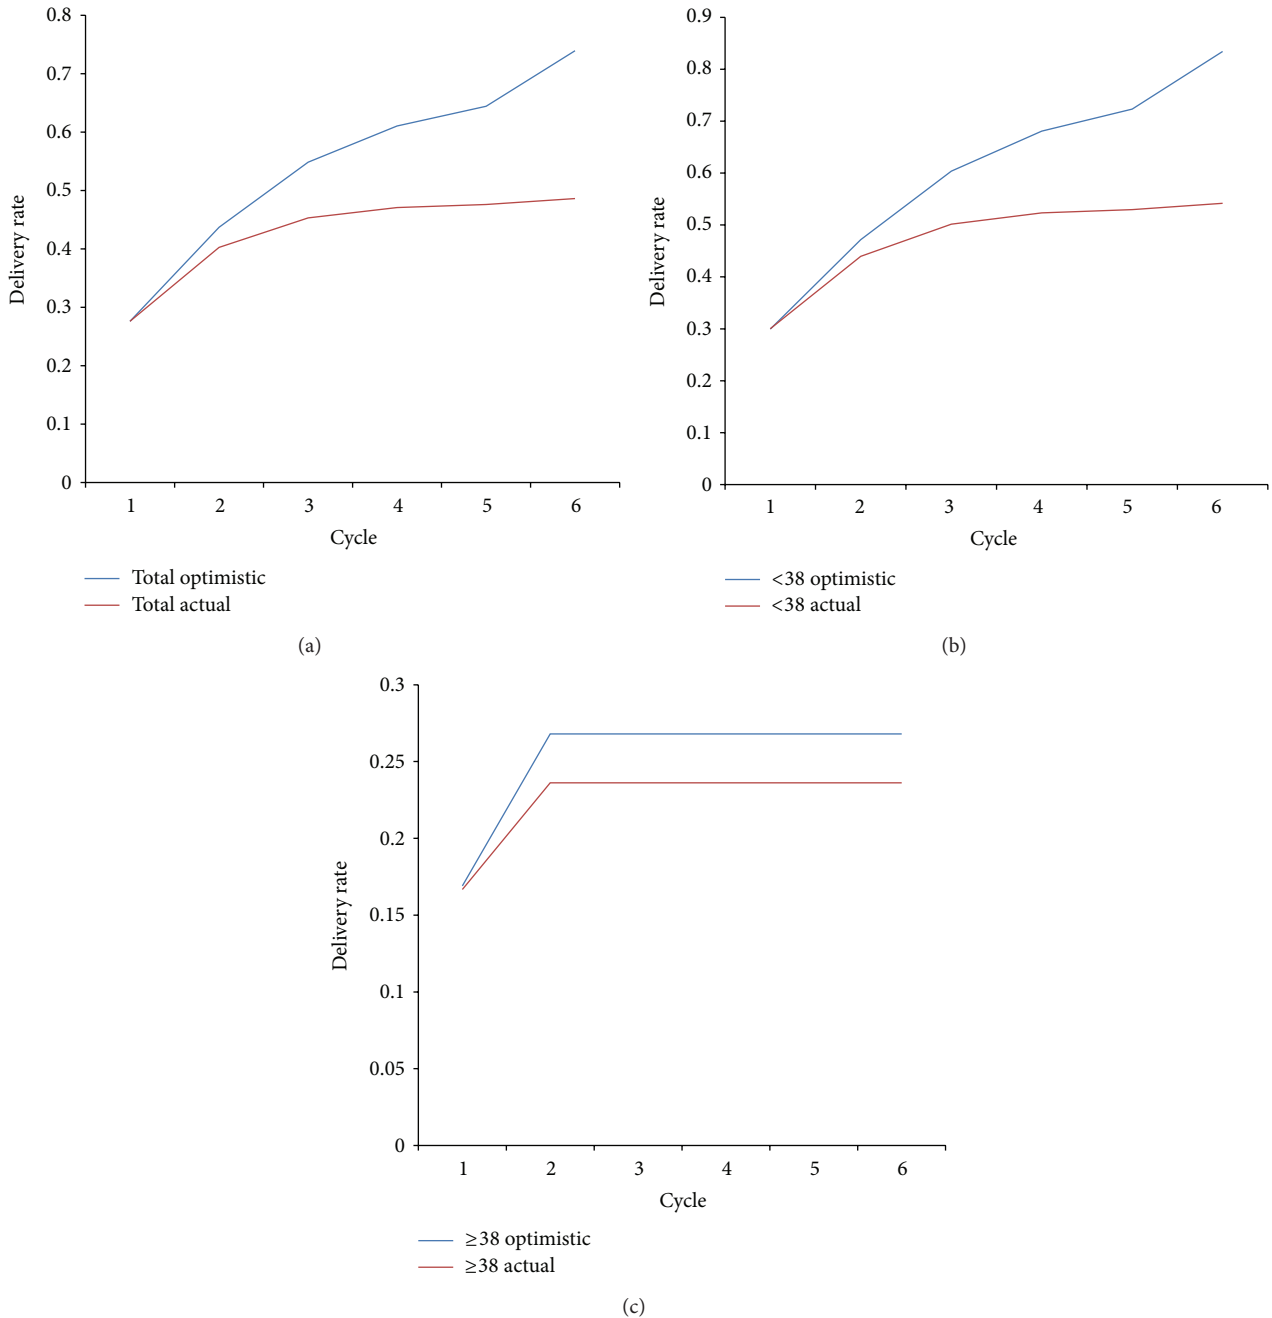 0.8
0.7
0.6
0.5
0.4
0.3
0.2
0.1
0
Delivery rate
1 2 3 4 5 6
Cycle
Total optimistic
Total actual
(a)
0.9
0.8
0.7
0.6
0.5
0.4
0.3
0.2
0.1
0
Delivery rate
1 2 3 4 5 6
Cycle
<38 optimistic
<38 actual
(b)
0.3
0.25
0.2
0.15
0.1
0.05
0
Delivery rate
1 2 3 4 5 6
Cycle
≥38 optimistic
≥38 actual
(c)